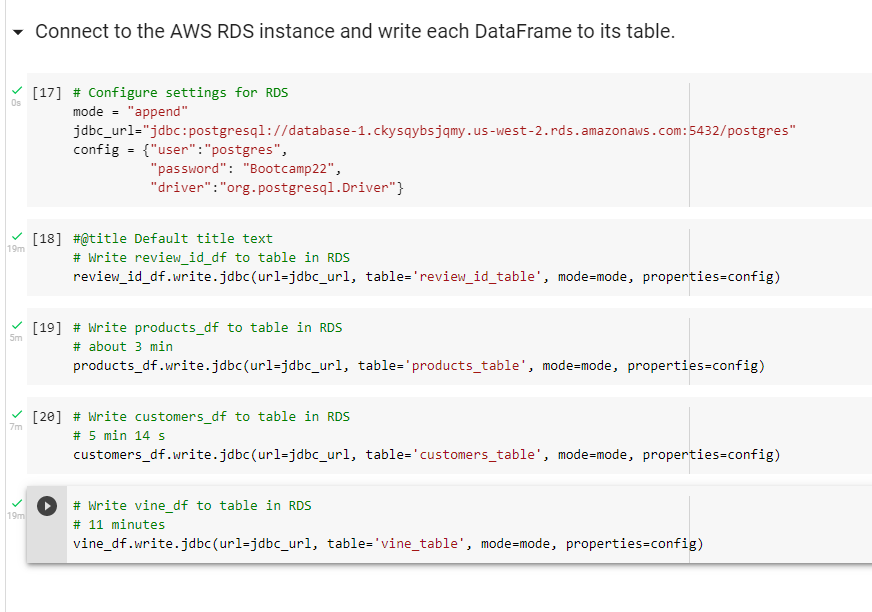 Connect to the AWS RDS instance and write each DataFrame to its table.
0s
[17] # Configure settings for RDS
mode = "append"
jdbc_url="jdbc:postgresql://database-1.ckysqybsjqmy.us-west-2.rds.amazonaws.com:5432/postgres"
config = {"user":"postgres",
"password": "Bootcamp22",
"driver":"org.postgresql.Driver"}
19m
[18] #@title Default title text
# Write review_id_df to table in RDS
review_id_df.write.jdbc(url=jdbc_url, table='review_id_table', mode=mode, properties=config)
5m
[19] # Write products_df to table in RDS
# about 3 min
products_df.write.jdbc(url=jdbc_url, table='products_table', mode=mode, properties=config)
7m
[20] # Write customers_df to table in RDS
# 5 min 14 s
customers_df.write.jdbc(url=jdbc_url, table='customers_table', mode=mode, properties=config)
19m
# Write vine_df to table in RDS
# 11 minutes
vine_df.write.jdbc(url=jdbc_url, table='vine_table', mode=mode, properties=config)